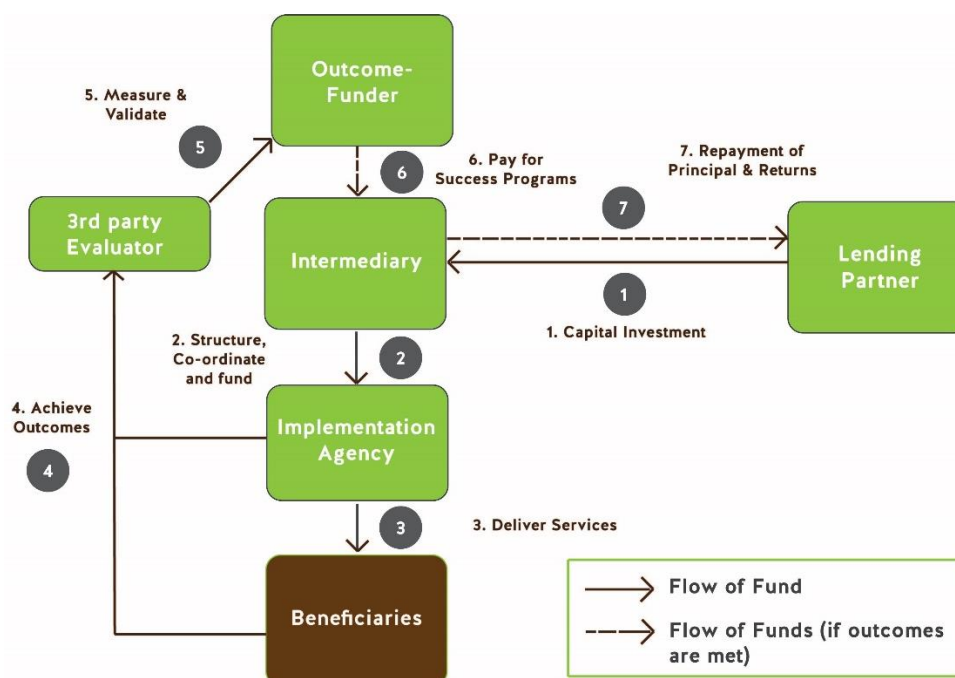 Outcome-
Funder
5. Measure &
Validate
5
6
6. Pay for
Success Programs
7. Repayment of
Principal & Returns
3rd party
Evaluator
Intermediary
7
Lending
Partner
1
1. Capital Investment
2. Structure,
Co-ordinate
and fund
2
4. Achieve
Outcomes
4
Implementation
Agency
3
3. Deliver Services
Beneficiaries
Flow of Fund
Flow of Funds (if outcomes
are met)